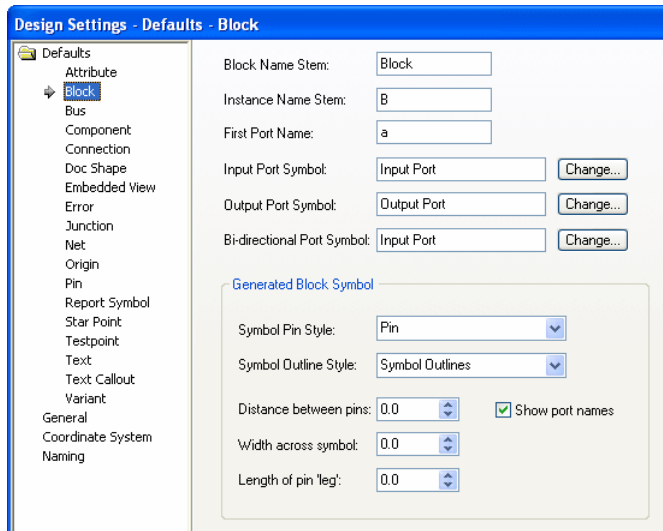 Design Settings - Defaults - Block
Defaults
Attribute
Block
Bus
Component
Connection
Doc Shape
Embedded View
Error
Junction
Net
Origin
Pin
Report Symbol
Star Point
Testpoint
Text
Text Callout
Variant
General
Coordinate System
Naming
Block Name Stem: Block
Instance Name Stem: B
First Port Name: a
Input Port Symbol: Input Port Change...
Output Port Symbol: Output Port Change...
Bi-directional Port Symbol: Input Port Change...
Generated Block Symbol
Symbol Pin Style: Pin
Symbol Outline Style: Symbol Outlines
Distance between pins: 0.0 Show port names
Width across symbol: 0.0
Length of pin 'leg': 0.0